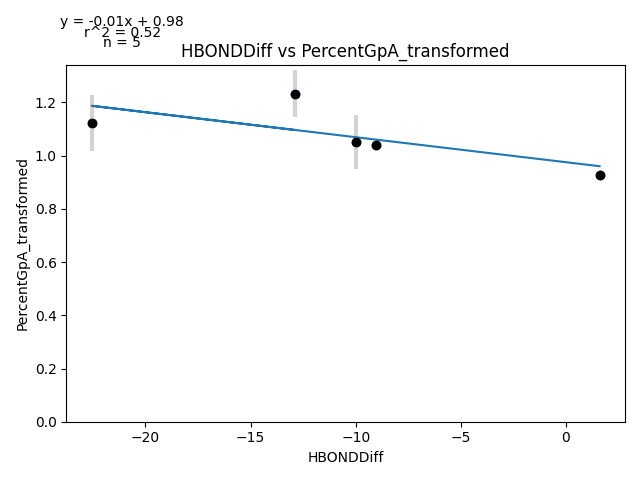 y = -0.01x + 0.98
r^2 = 0.52
n = 5
HBONDDiff vs PercentGpA_transformed
1.2
1.0
0.8
0.6
0.4
0.2
0.0
PercentGpA_transformed
−20
−15
−10
−5
0
HBONDDiff